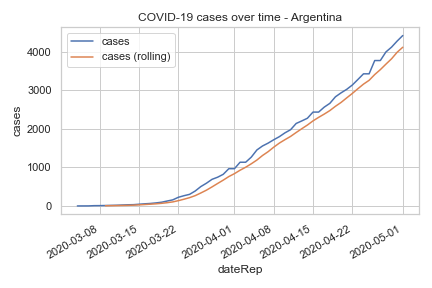 COVID-19 cases over time - Argentina
cases
cases (rolling)
4000
3000
2000
1000
0
cases
2020-03-08
2020-03-15
2020-03-22
2020-04-01
2020-04-08
2020-04-15
2020-04-22
2020-05-01
dateRep